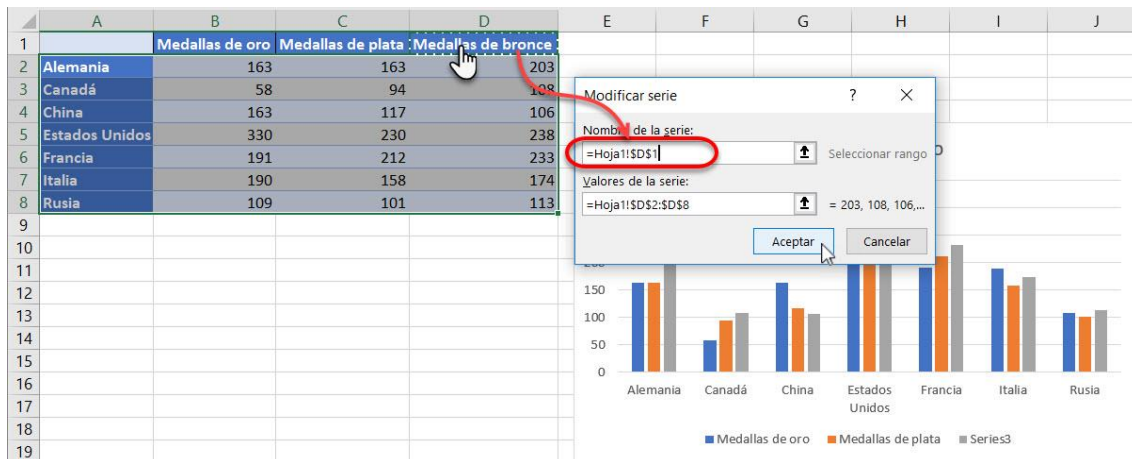 A B C D E F G H I J
1 Medallas de oro Medallas de plata Medallas de bronce
2 Alemania 163 163 203
3 Canadá 58 94 108
4 China 163 117 106
5 Estados Unidos 330 230 238
6 Francia 191 212 233
7 Italia 190 158 174
8 Rusia 109 101 113
9
10
11
12
13
14
15
16
17
18
19
Modificar serie ? ×
Nombre de la serie:
=Hoja1!$D$1 Seleccionar rango
Valores de la serie:
=Hoja1!$D$2:$D$8 = 203, 108, 106,...
Aceptar Cancelar
150
100
50
0
Alemania Canadá China Estados Unidos Francia Italia Rusia
Medallas de oro Medallas de plata Series3